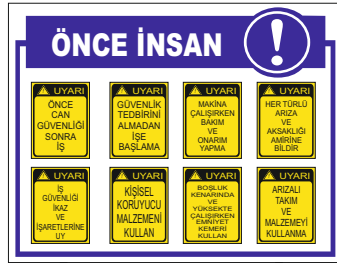 ÖNCE İNSAN
UYARI
ÖNCE
CAN
GÜVENLİĞİ
SONRA
İŞ
UYARI
GÜVENLİK
TEDBİRİNİ
ALMADAN
İŞE
BAŞLAMA
UYARI
MAKİNA
ÇALIŞIRKEN
BAKIM
VE
ONARIM
YAPMA
UYARI
HER TÜRLÜ
ARIZA
VE
AKSAKLIĞI
AMİRİNE
BİLDİR
UYARI
İŞ
GÜVENLİĞİ
İKAZ
VE
İŞARETLERİNE
UY
UYARI
KİŞİSEL
KORUYUCU
MALZEMENİ
KULLAN
UYARI
BOŞLUK
KENARINDA
VE
YÜKSEKTE
ÇALIŞIRKEN
EMNİYET
KEMERİ
KULLAN
UYARI
ARIZALI
TAKIM
VE
MALZEMEYİ
KULLANMA